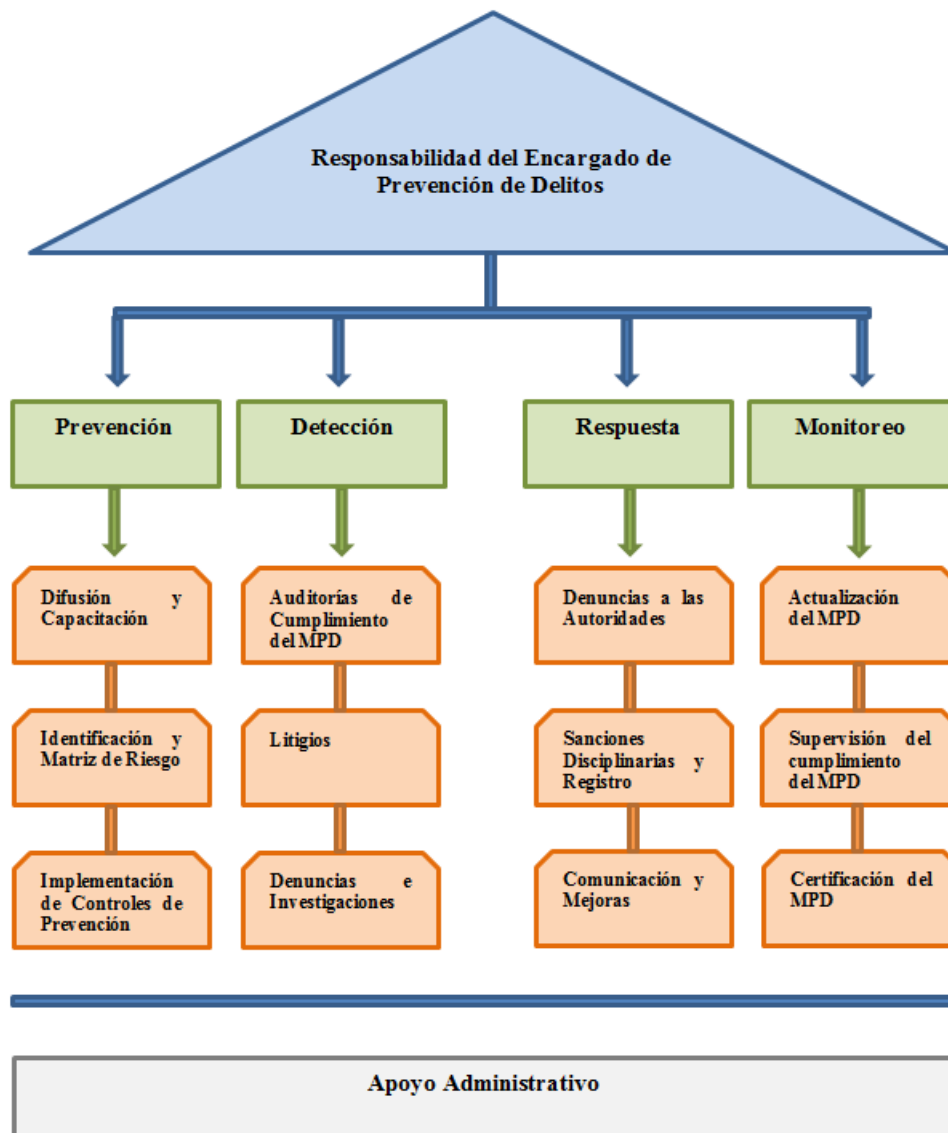 Responsabilidad del Encargado de
Prevención de Delitos
Prevención
Detección
Respuesta
Monitoreo
Difusión y
Capacitación
Auditorías de
Cumplimiento
del MPD
Denuncias a las
Autoridades
Actualización
del MPD
Identificación y
Matriz de Riesgo
Litigios
Sanciones
Disciplinarias y
Registro
Supervisión del
cumplimiento
del MPD
Implementación
de Controles de
Prevención
Denuncias e
Investigaciones
Comunicación y
Mejoras
Certificación del
MPD
Apoyo Administrativo